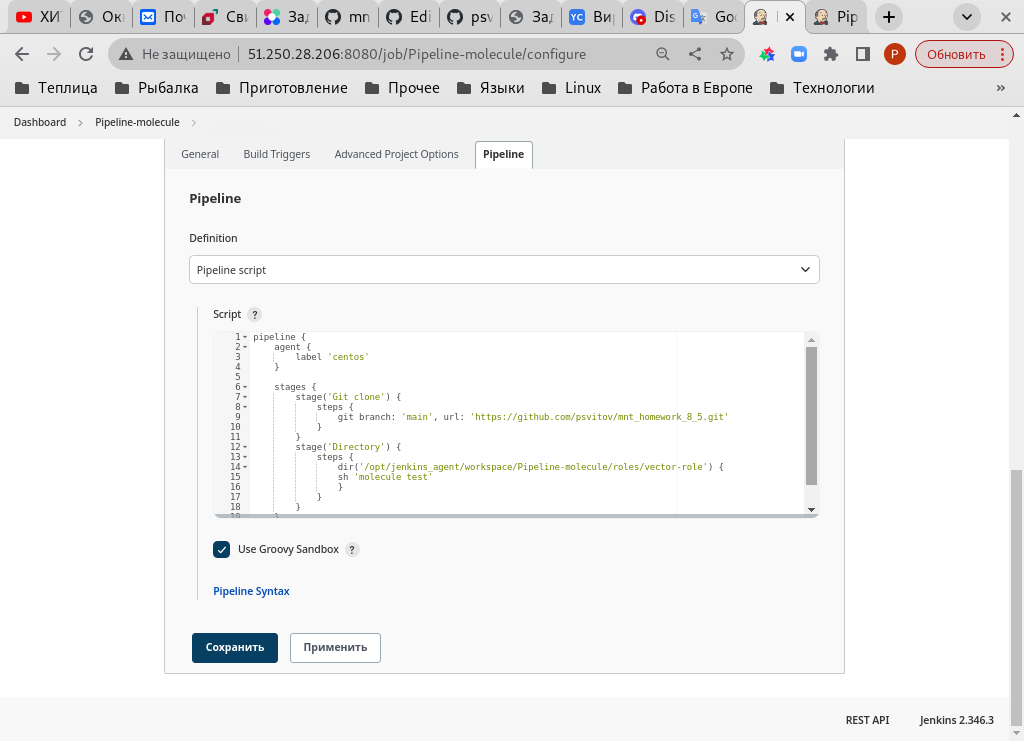 ХИ
Ок
По
Сви
Зад
mn
Edi
psv
Зад
YC Ви
Dis
Goo
Pip
Не защищено 51.250.28.206:8080/job/Pipeline-molecule/configure P Обновить
Теплица Рыбалка Приготовление Прочее Языки Linux Работа в Европе Технологии »
Dashboard Pipeline-molecule
General Build Triggers Advanced Project Options Pipeline
Pipeline
Definition
Pipeline script
Script ?
1 pipeline {
2 agent {
3 label 'centos'
4 }
5
6 stages {
7 stage('Git clone') {
8 steps {
9 git branch: 'main', url: 'https://github.com/psvitov/mnt_homework_8_5.git'
10 }
11 }
12 stage('Directory') {
13 steps {
14 dir('/opt/jenkins_agent/workspace/Pipeline-molecule/roles/vector-role') {
15 sh 'molecule test'
16 }
17 }
18 }
19 }
Use Groovy Sandbox ?
Pipeline Syntax
Сохранить Применить
REST API Jenkins 2.346.3